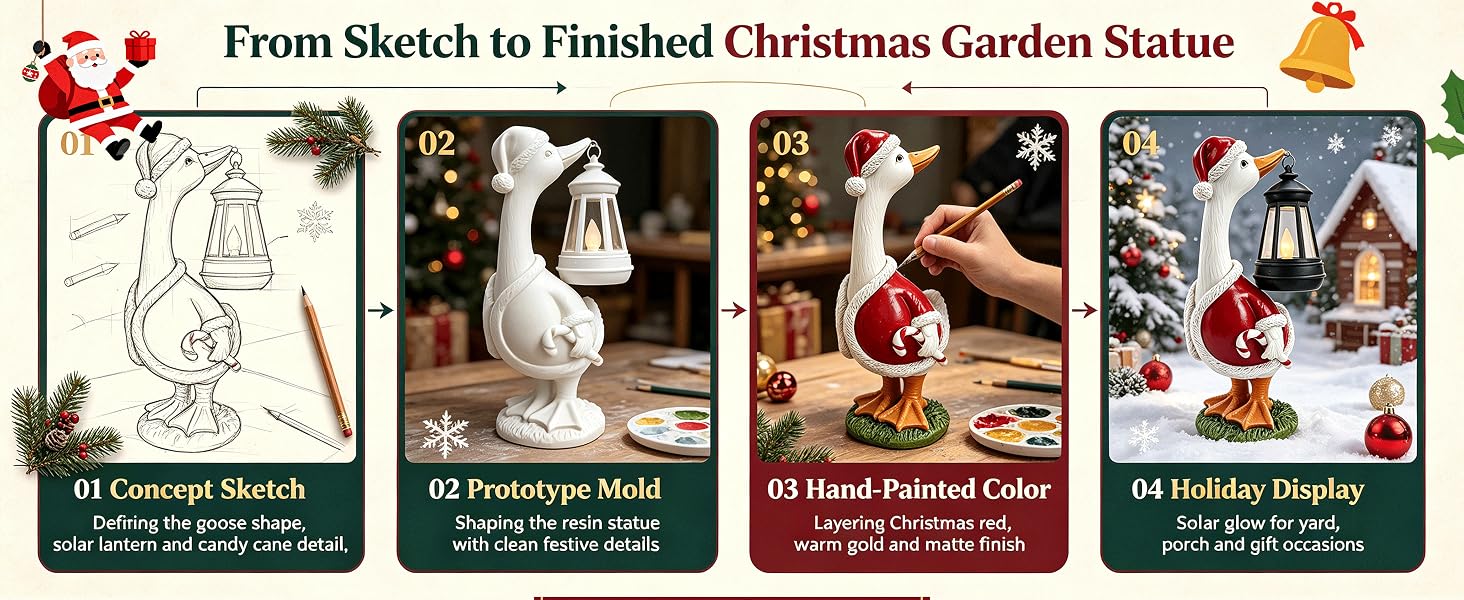 From Sketch to Finished Christmas Garden Statue
01
02
03
04
01 Concept Sketch
Defining the goose shape,
solar lantern and candy cane detail,
02 Prototype Mold
Shaping the resin statue
with clean festive details
03 Hand-Painted Color
Layering Christmas red,
warm gold and matte finish
04 Holiday Display
Solar glow for yard,
porch and gift occasions